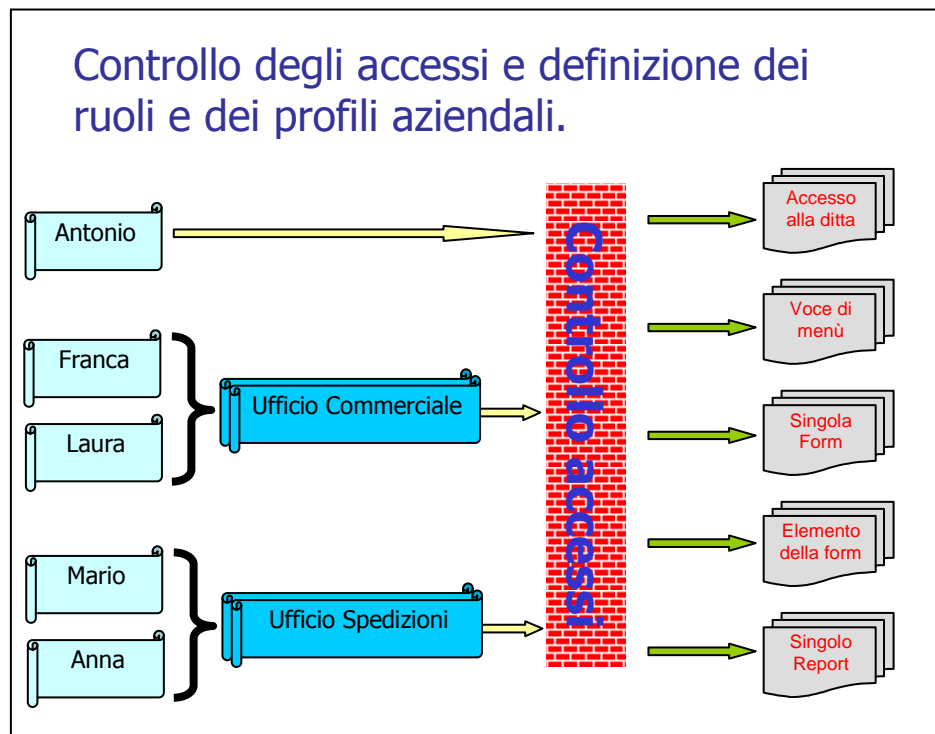 Controllo degli accessi e definizione dei
ruoli e dei profili aziendali.
Antonio
Franca
Laura
Ufficio Commerciale
Mario
Anna
Ufficio Spedizioni
Controllo accessi
Accesso
alla ditta
Voce di
menù
Singola
Form
Elemento
della form
Singolo
Report